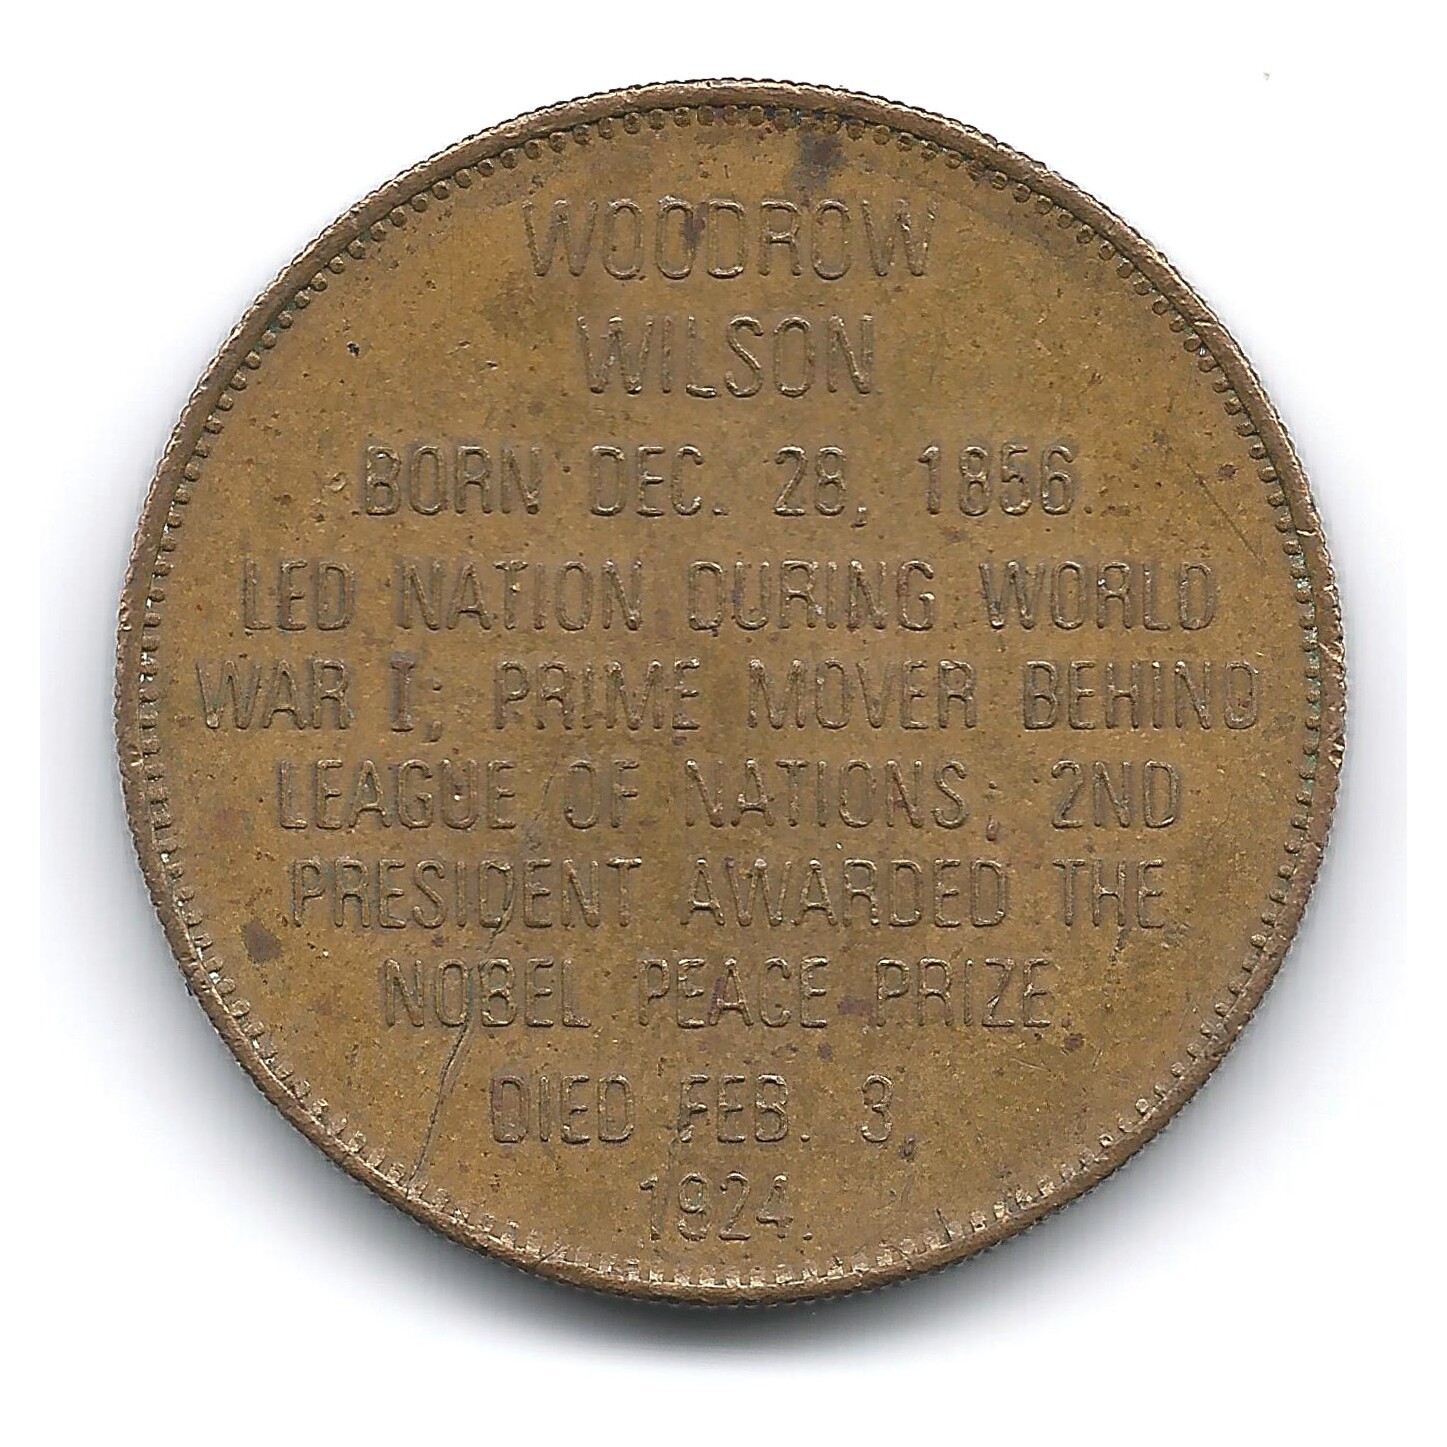 WOODROW
WILSON
BORN DEC. 28, 1856.
LED NATION DURING WORLD
WAR I; PRIME MOVER BEHIND
LEAGUE OF NATIONS; 2ND
PRESIDENT AWARDED THE
NOBEL PEACE PRIZE.
DIED FEB. 3,
1924.